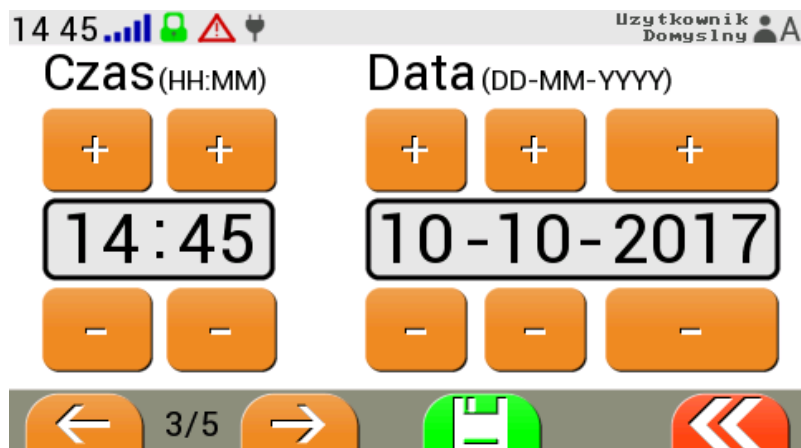 14 45 Uzytkownik
Domyslny A
Czas (HH:MM) Data (DD-MM-YYYY)
+ + + + +
14:45 10-10-2017
- - - - -
3/5